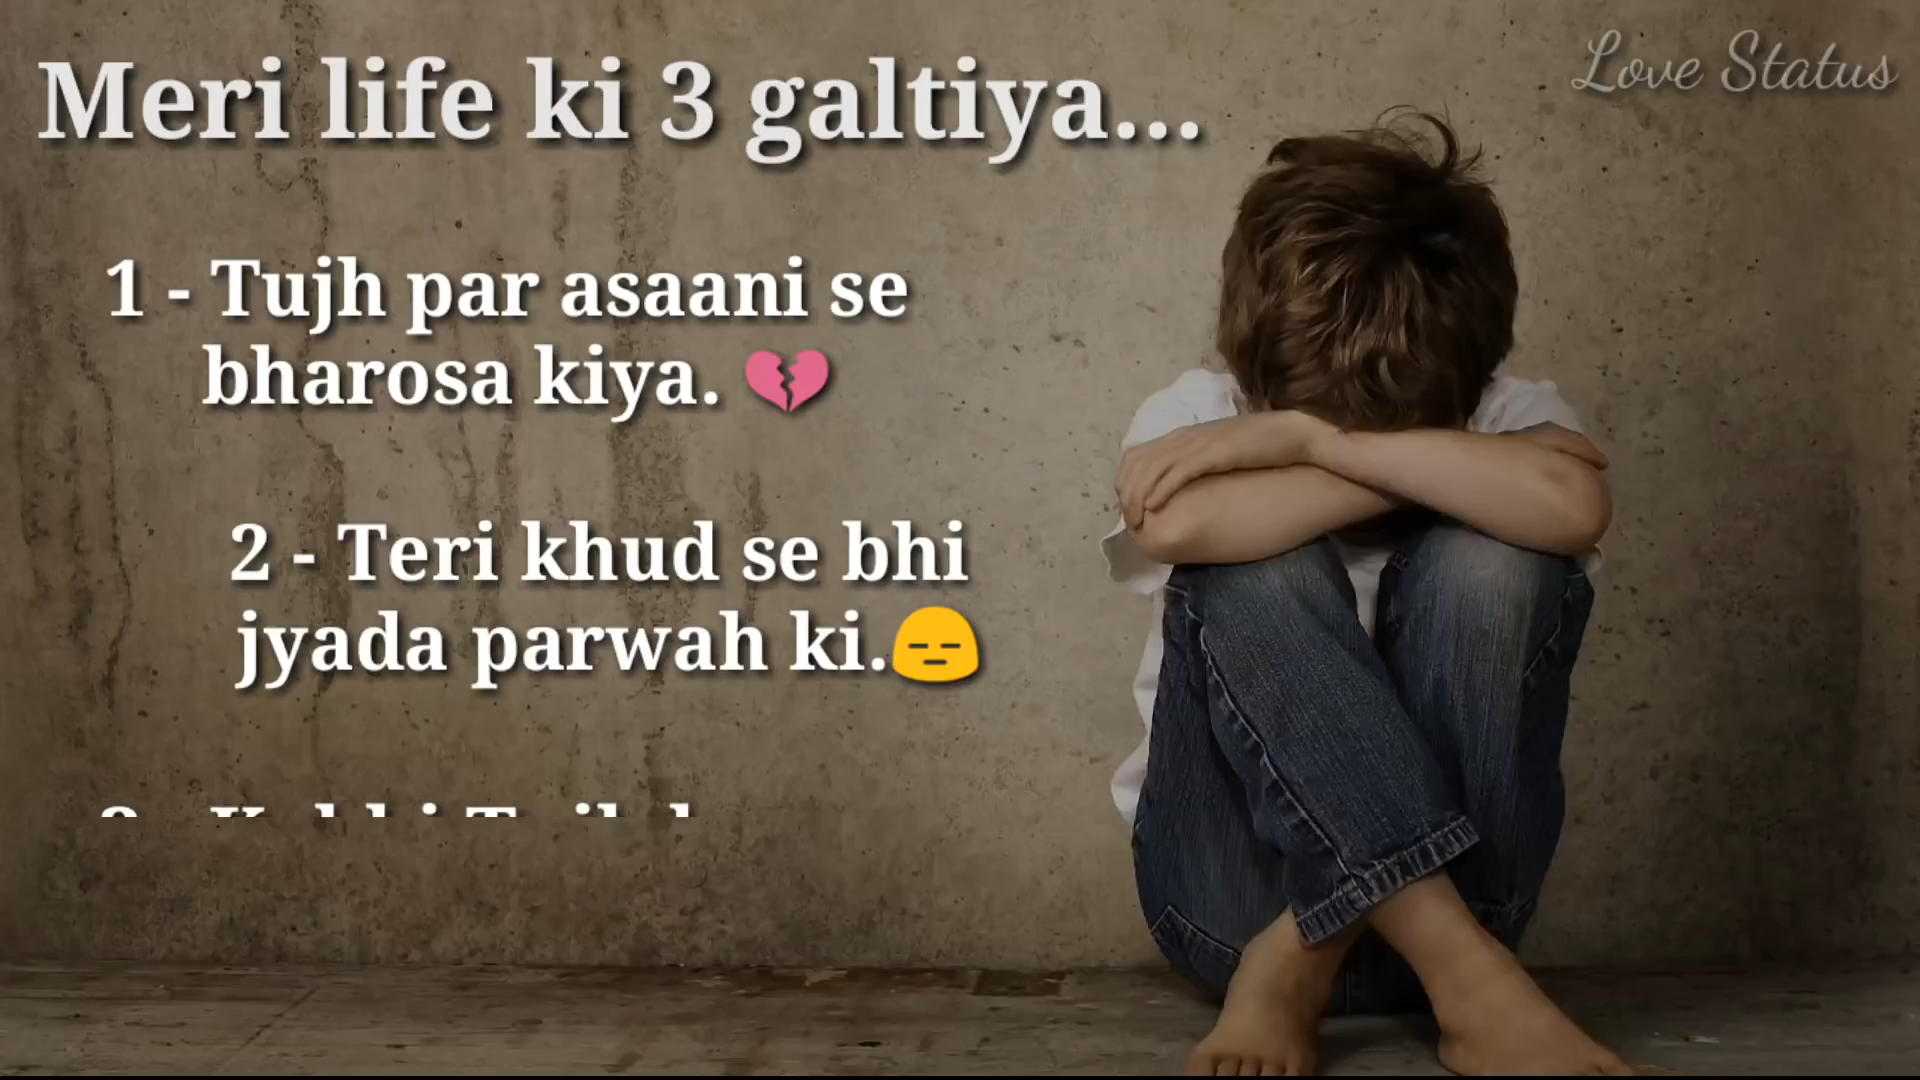 Love Status
Meri life ki 3 galtiya...
1 - Tujh par asaani se
bharosa kiya. 💔
2 - Teri khud se bhi
jyada parwah ki.😑